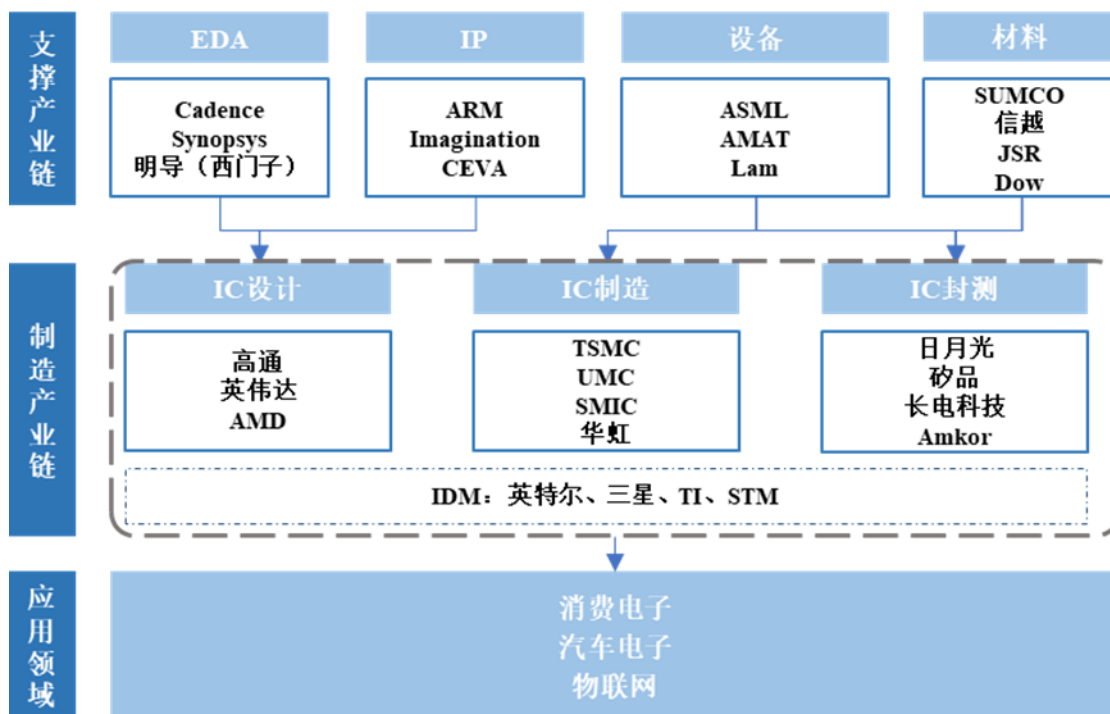 支撑产业链
EDA
IP
设备
材料
Cadence
Synopsys
明导（西门子）
ARM
Imagination
CEVA
ASML
AMAT
Lam
SUMCO
信越
JSR
Dow
制造产业链
IC设计
IC制造
IC封测
高通
英伟达
AMD
TSMC
UMC
SMIC
华虹
日月光
矽品
长电科技
Amkor
IDM：英特尔、三星、TI、STM
应用领域
消费电子
汽车电子
物联网